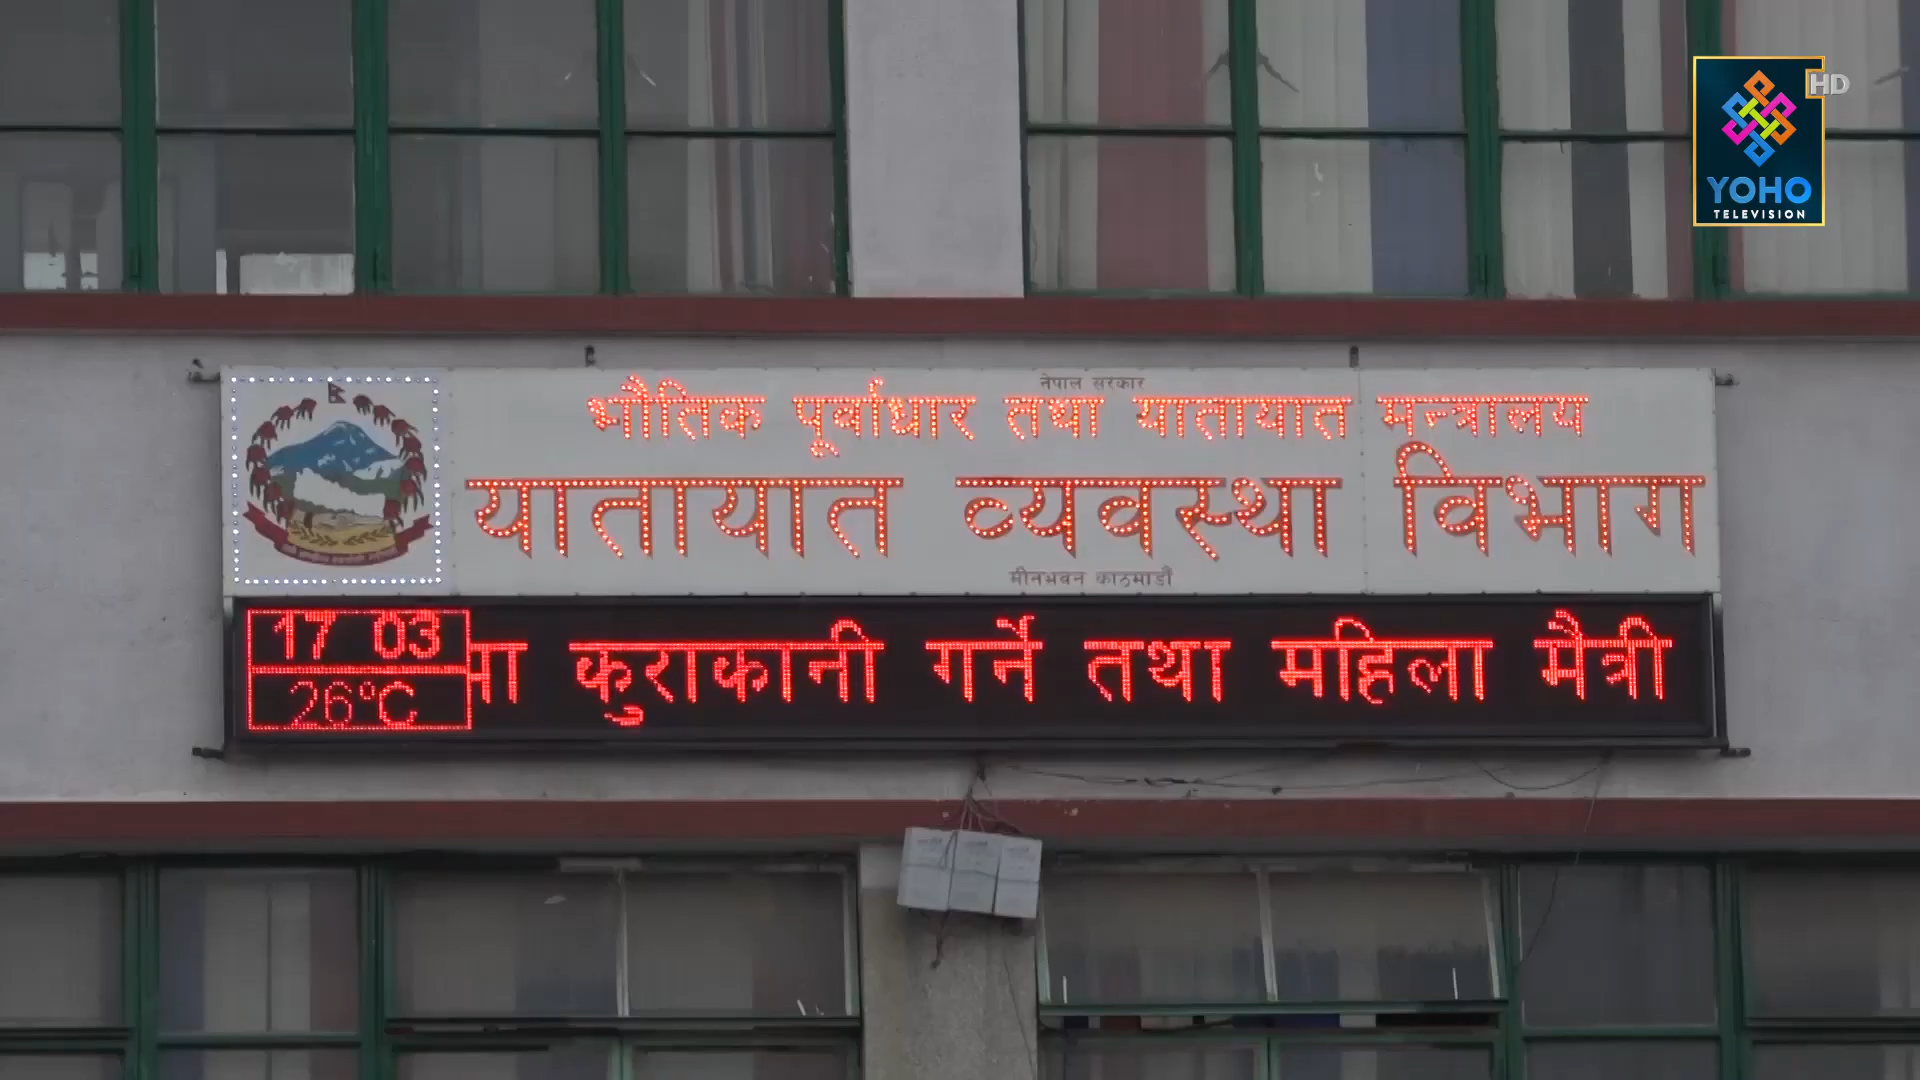 HD
YOHO
TELEVISION
नेपाल सरकार
भौतिक पूर्वाधार तथा यातायात मन्त्रालय
यातायात व्यवस्था विभाग
मीनभवन काठमाडौं
17 03
26°C
कुराकानी गर्ने तथा महिला मैत्री